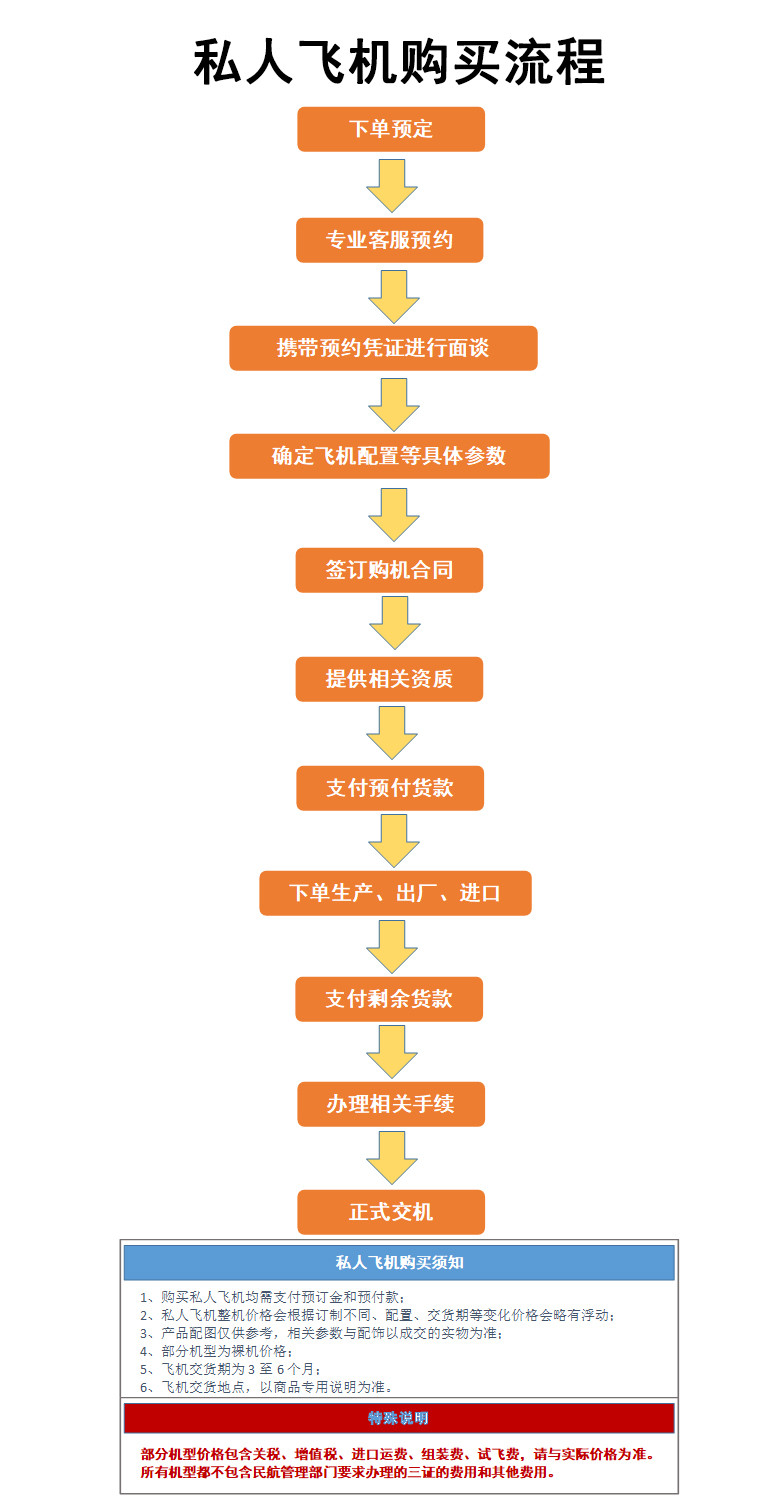 私人飞机购买流程
下单预定
专业客服预约
携带预约凭证进行面谈
确定飞机配置等具体参数
签订购机合同
提供相关资质
支付预付货款
下单生产、出厂、进口
支付剩余货款
办理相关手续
正式交机
私人飞机购买须知
1、购买私人飞机均需支付预订金和预付款；
2、私人飞机整机价格会根据订制不同、配置、交货期等变化价格会略有浮动；
3、产品配图仅供参考，相关参数与配饰以成交的实物为准；
4、部分机型为裸机价格；
5、飞机交货期为 3 至 6 个月；
6、飞机交货地点，以商品专用说明为准。
特殊说明
部分机型价格包含关税、增值税、进口运费、组装费、试飞费，请与实际价格为准。
所有机型都不包含民航管理部门要求办理的三证的费用和其他费用。